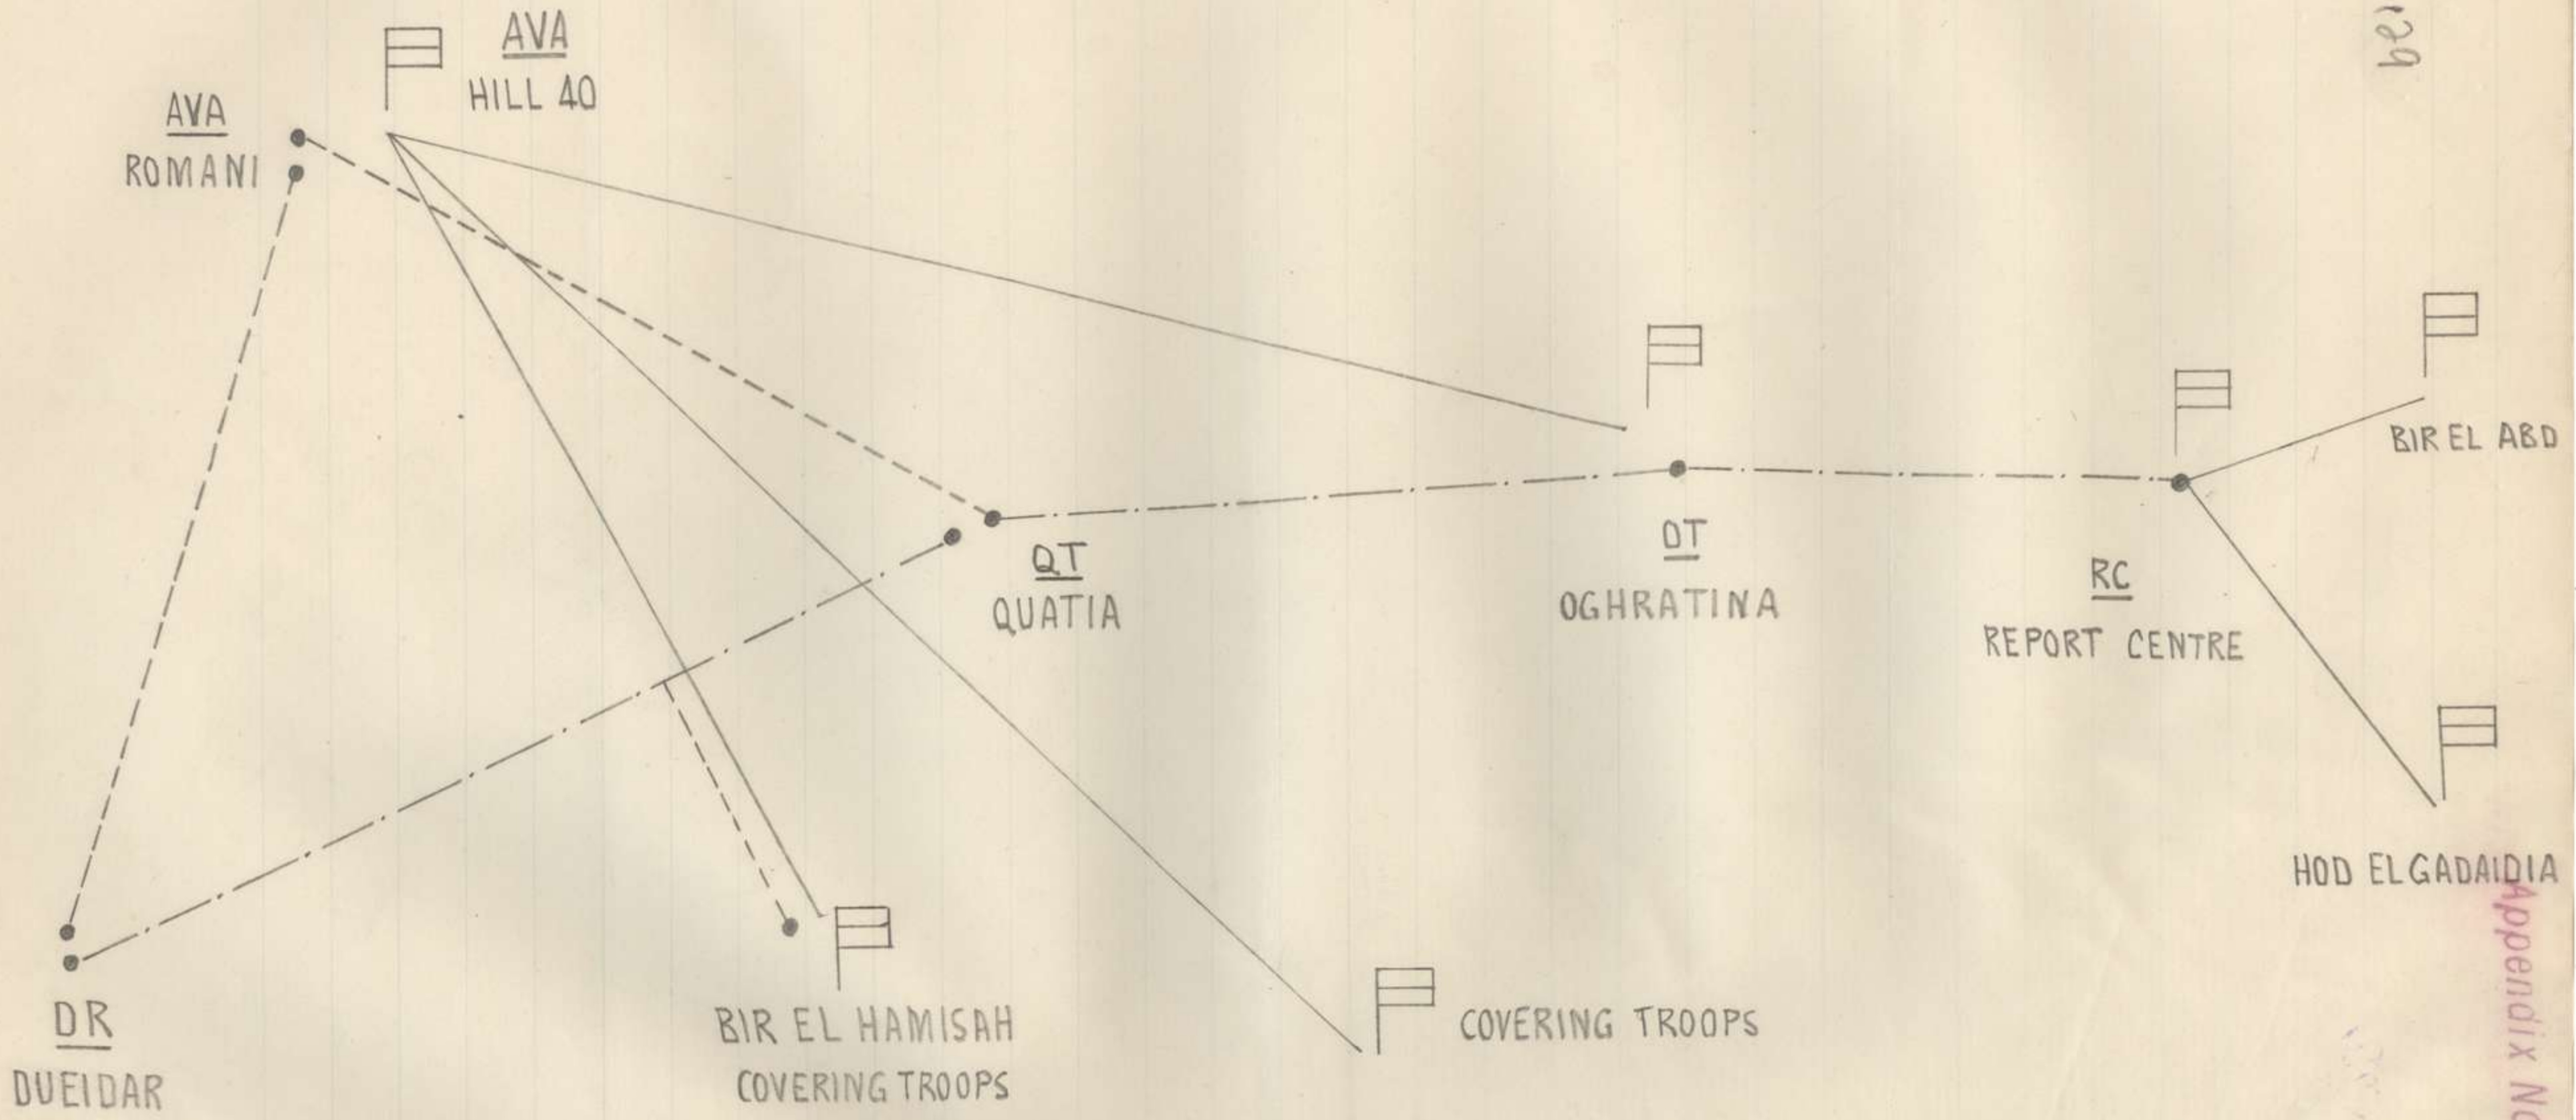 AVA
HILL 40
AVA
ROMANI
129
BIR EL ABD
QT
QUATIA
OT
OGHRATINA
RC
REPORT CENTRE
HOD EL GADAIDIA
DR
DUEIDAR
BIR EL HAMISAH
COVERING TROOPS
COVERING TROOPS
Appendix No